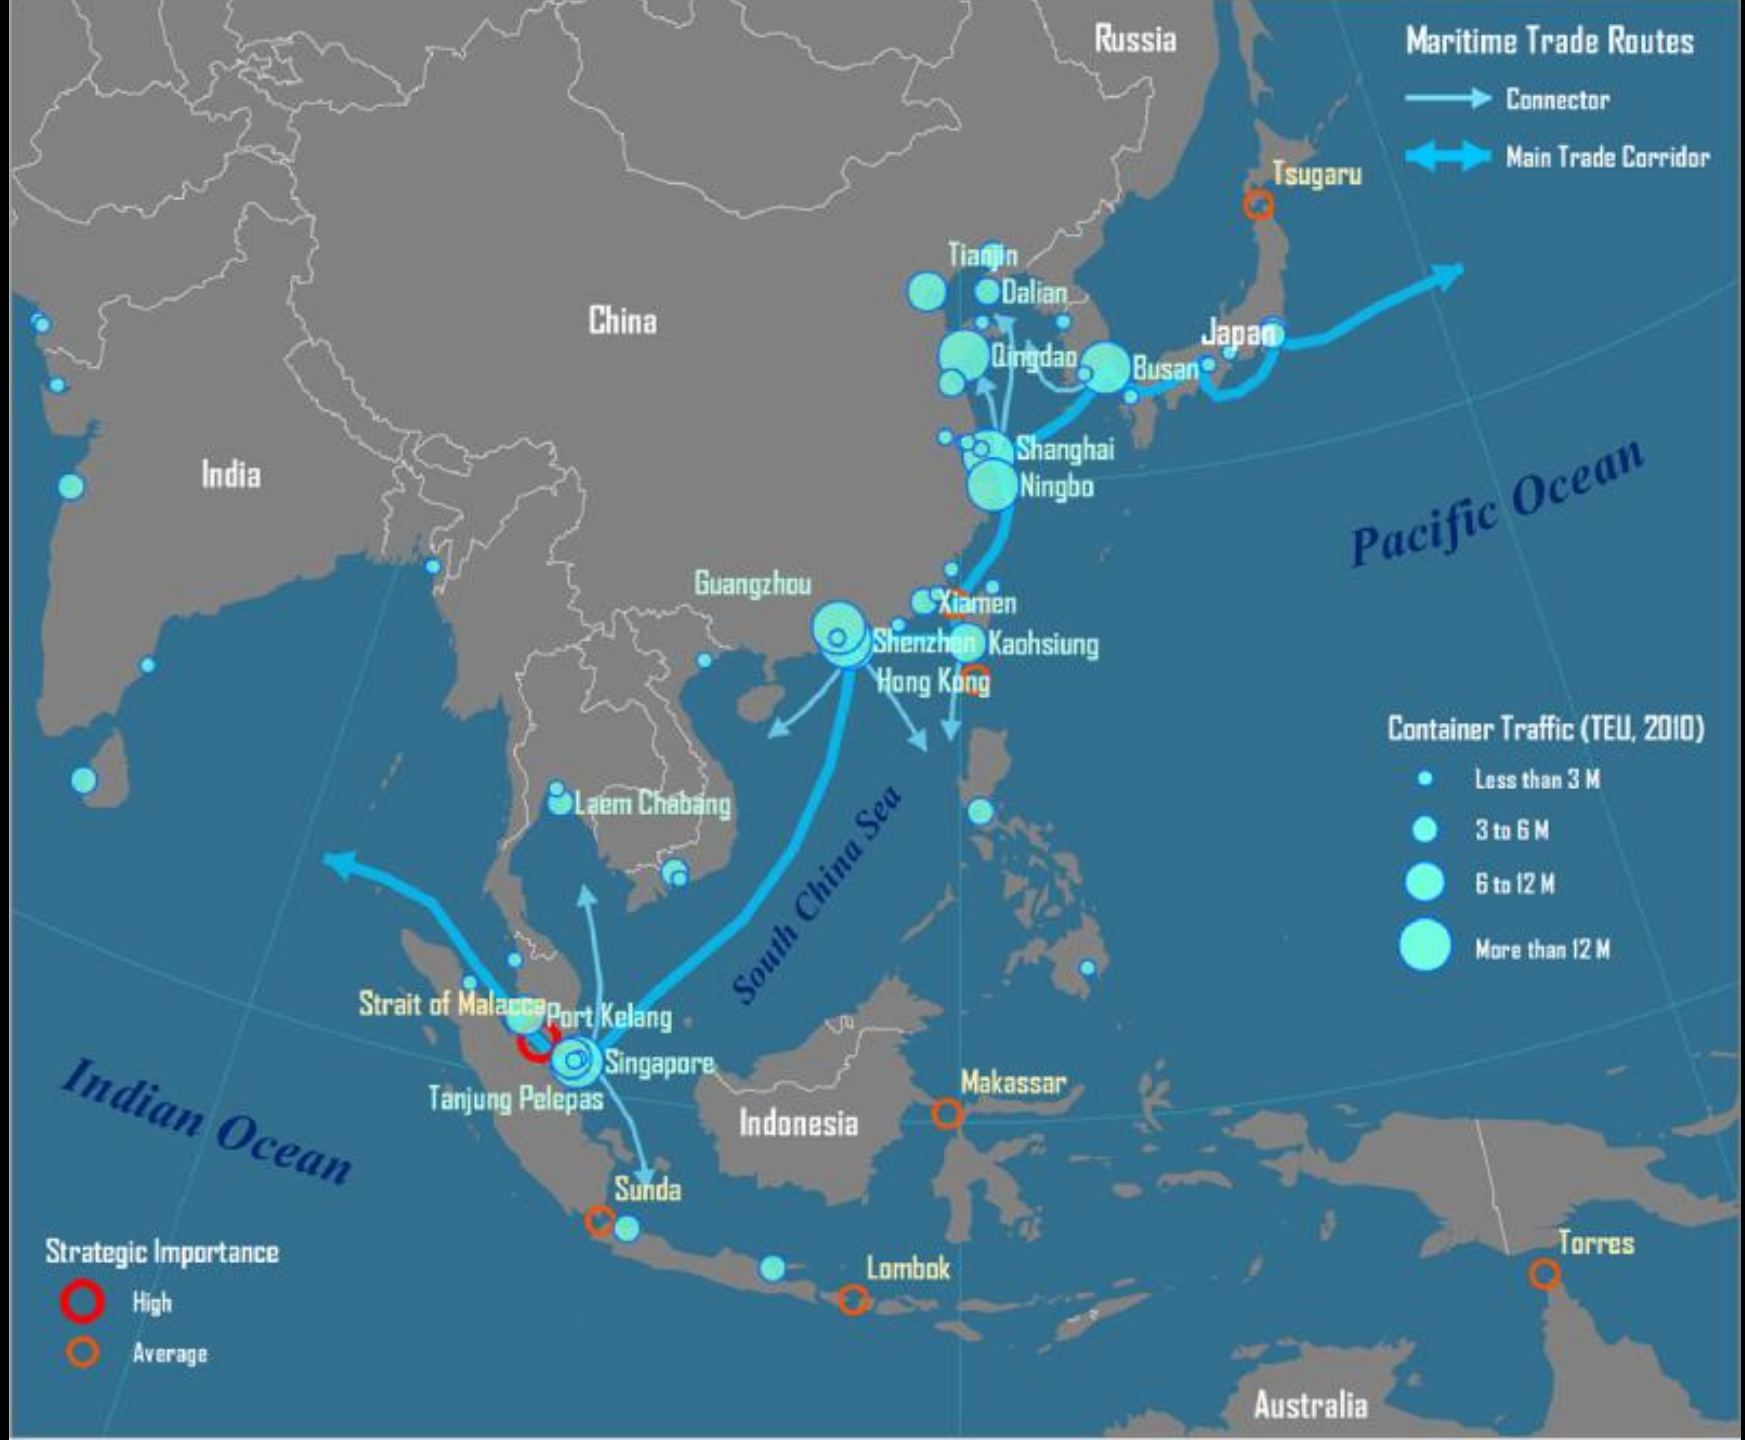 Russia
Maritime Trade Routes
Connector
Main Trade Corridor
Tsugaru
Tianjin
Dalian
China
Japan
Qingdao
Busan
Shanghai
India
Ningbo
Pacific Ocean
Guangzhou
Xiamen
Shenzhen
Kaohsiung
Hong Kong
Container Traffic (TEU, 2010)
Less than 3 M
3 to 6 M
6 to 12 M
More than 12 M
Laem Chabang
South China Sea
Strait of Malacca
Port Kelang
Singapore
Tanjung Pelepas
Indian Ocean
Makassar
Indonesia
Sunda
Lombok
Torres
Strategic Importance
High
Average
Australia